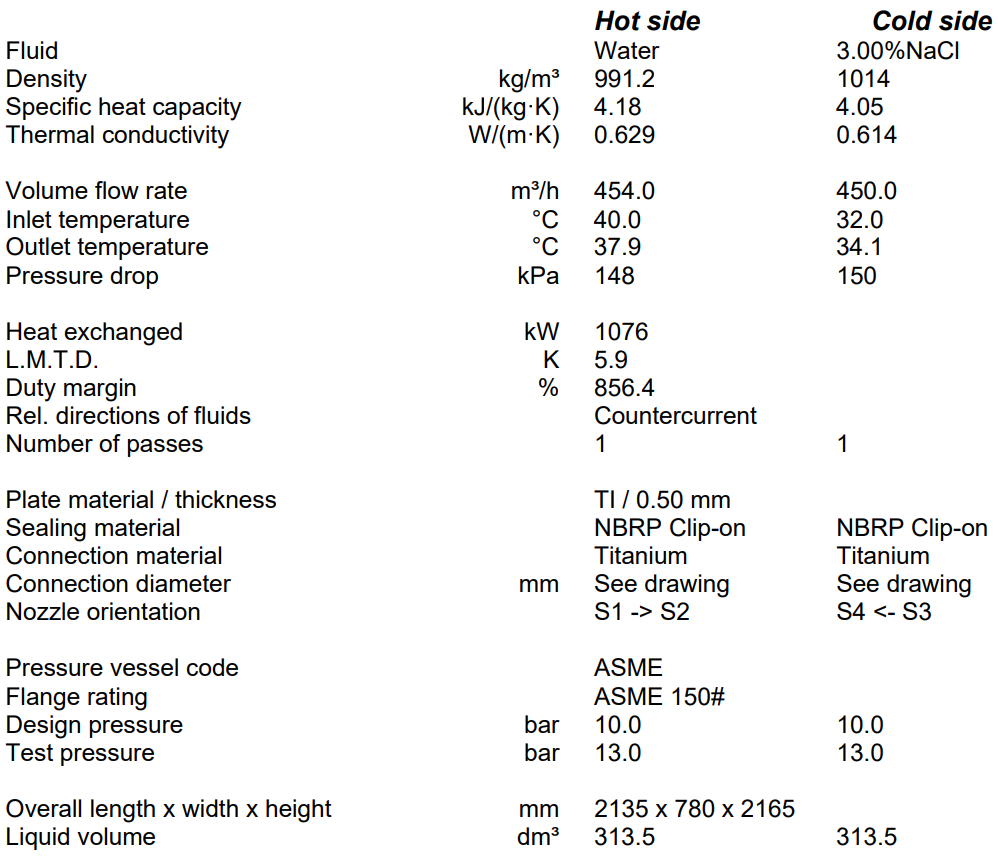 Hot side Cold side
Fluid Water 3.00%NaCl
Density kg/m³ 991.2 1014
Specific heat capacity kJ/(kg·K) 4.18 4.05
Thermal conductivity W/(m·K) 0.629 0.614
Volume flow rate m³/h 454.0 450.0
Inlet temperature °C 40.0 32.0
Outlet temperature °C 37.9 34.1
Pressure drop kPa 148 150
Heat exchanged kW 1076
L.M.T.D. K 5.9
Duty margin % 856.4
Rel. directions of fluids Countercurrent
Number of passes 1 1
Plate material / thickness TI / 0.50 mm
Sealing material NBRP Clip-on NBRP Clip-on
Connection material Titanium Titanium
Connection diameter mm See drawing See drawing
Nozzle orientation S1 -> S2 S4 <- S3
Pressure vessel code ASME
Flange rating ASME 150#
Design pressure bar 10.0 10.0
Test pressure bar 13.0 13.0
Overall length x width x height mm 2135 x 780 x 2165
Liquid volume dm³ 313.5 313.5